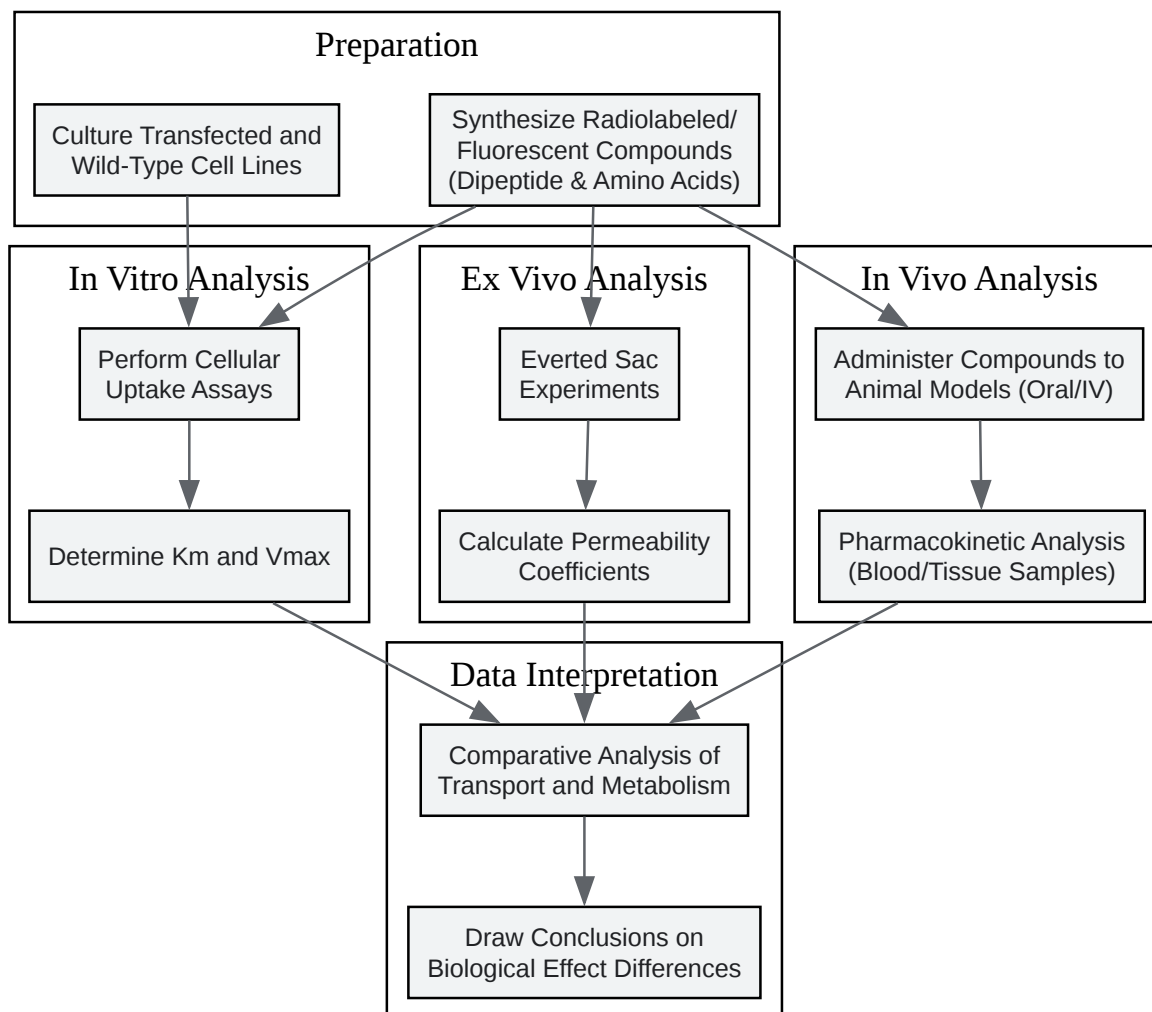 Preparation
Culture Transfected and
Wild-Type Cell Lines
Synthesize Radiolabeled/
Fluorescent Compounds
(Dipeptide & Amino Acids)
In Vitro Analysis
Perform Cellular
Uptake Assays
Determine Km and Vmax
Ex Vivo Analysis
Everted Sac
Experiments
Calculate Permeability
Coefficients
In Vivo Analysis
Administer Compounds to
Animal Models (Oral/IV)
Pharmacokinetic Analysis
(Blood/Tissue Samples)
Data Interpretation
Comparative Analysis of
Transport and Metabolism
Draw Conclusions on
Biological Effect Differences